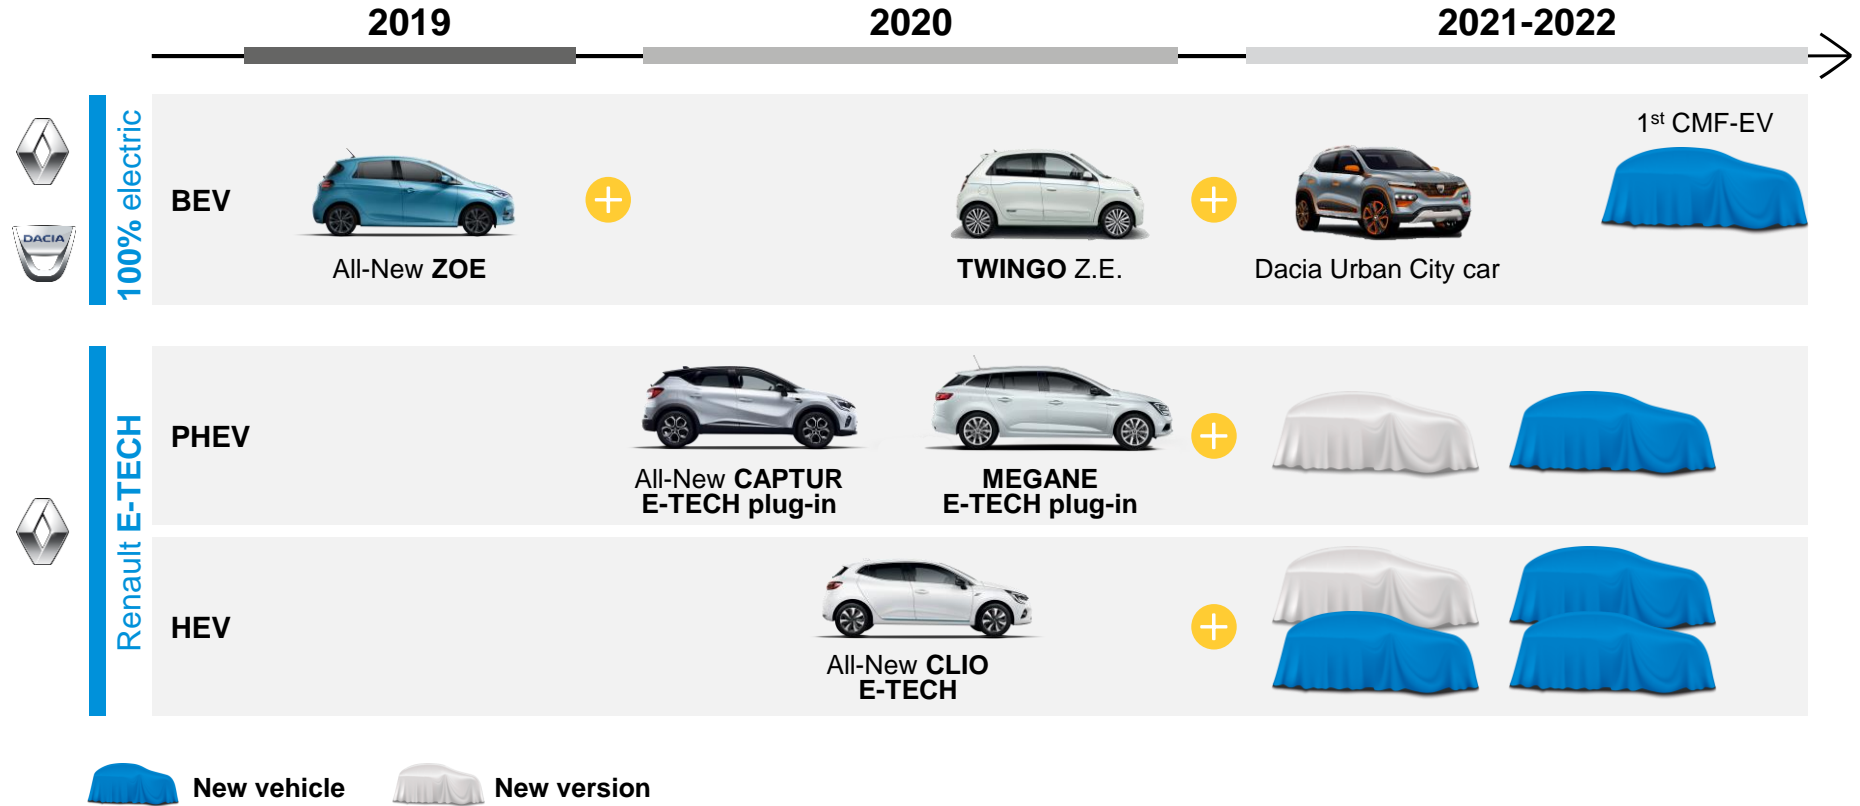 2019
2020
2021-2022
100% electric
DACIA
BEV
1st CMF-EV
All-New ZOE
TWINGO Z.E.
Dacia Urban City car
Renault E-TECH
PHEV
All-New CAPTUR
E-TECH plug-in
MEGANE
E-TECH plug-in
HEV
All-New CLIO
E-TECH
New vehicle
New version